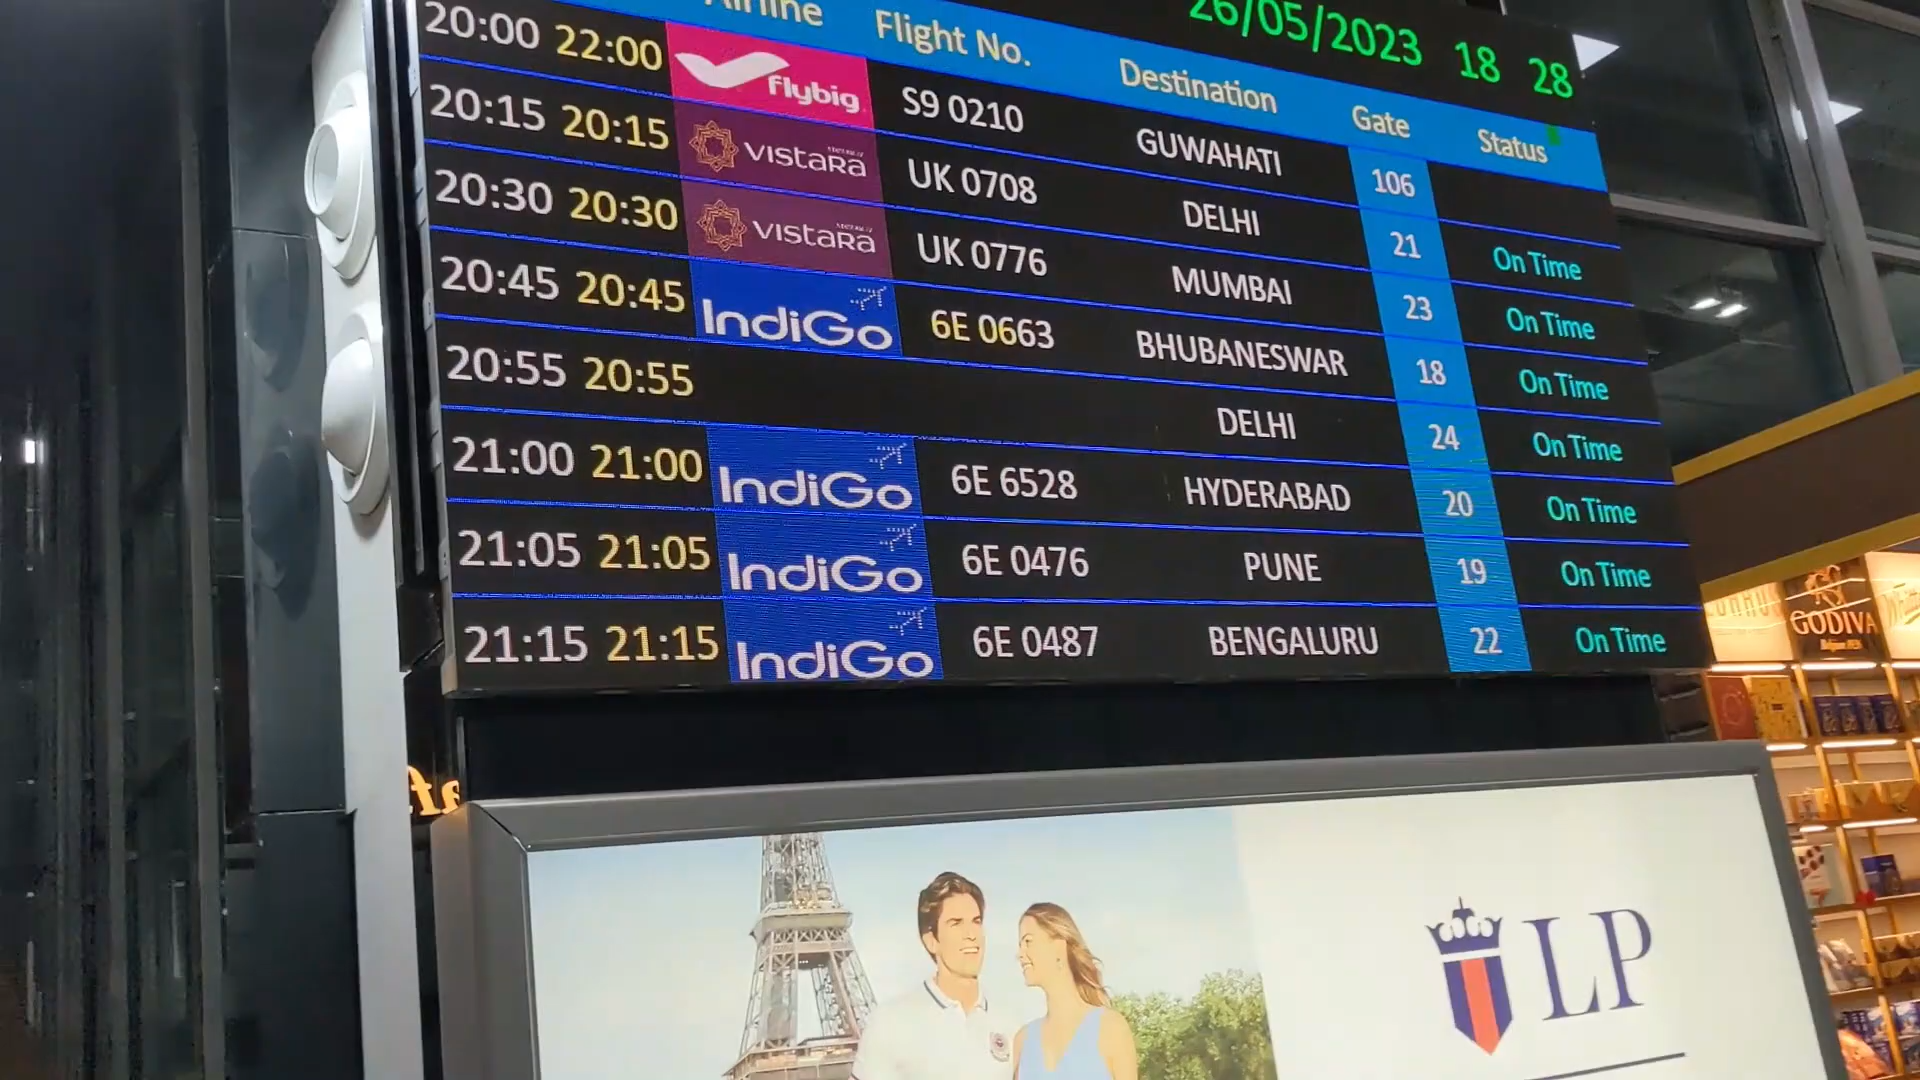 26/05/2023 18 28
Airline Flight No. Destination Gate Status
20:00 22:00 flybig S9 0210 GUWAHATI 106
20:15 20:15 VISTARA UK 0708 DELHI 21 On Time
20:30 20:30 VISTARA UK 0776 MUMBAI 23 On Time
20:45 20:45 IndiGo 6E 0663 BHUBANESWAR 18 On Time
20:55 20:55 DELHI 24 On Time
21:00 21:00 IndiGo 6E 6528 HYDERABAD 20 On Time
21:05 21:05 IndiGo 6E 0476 PUNE 19 On Time
21:15 21:15 IndiGo 6E 0487 BENGALURU 22 On Time
GODIVA
LP